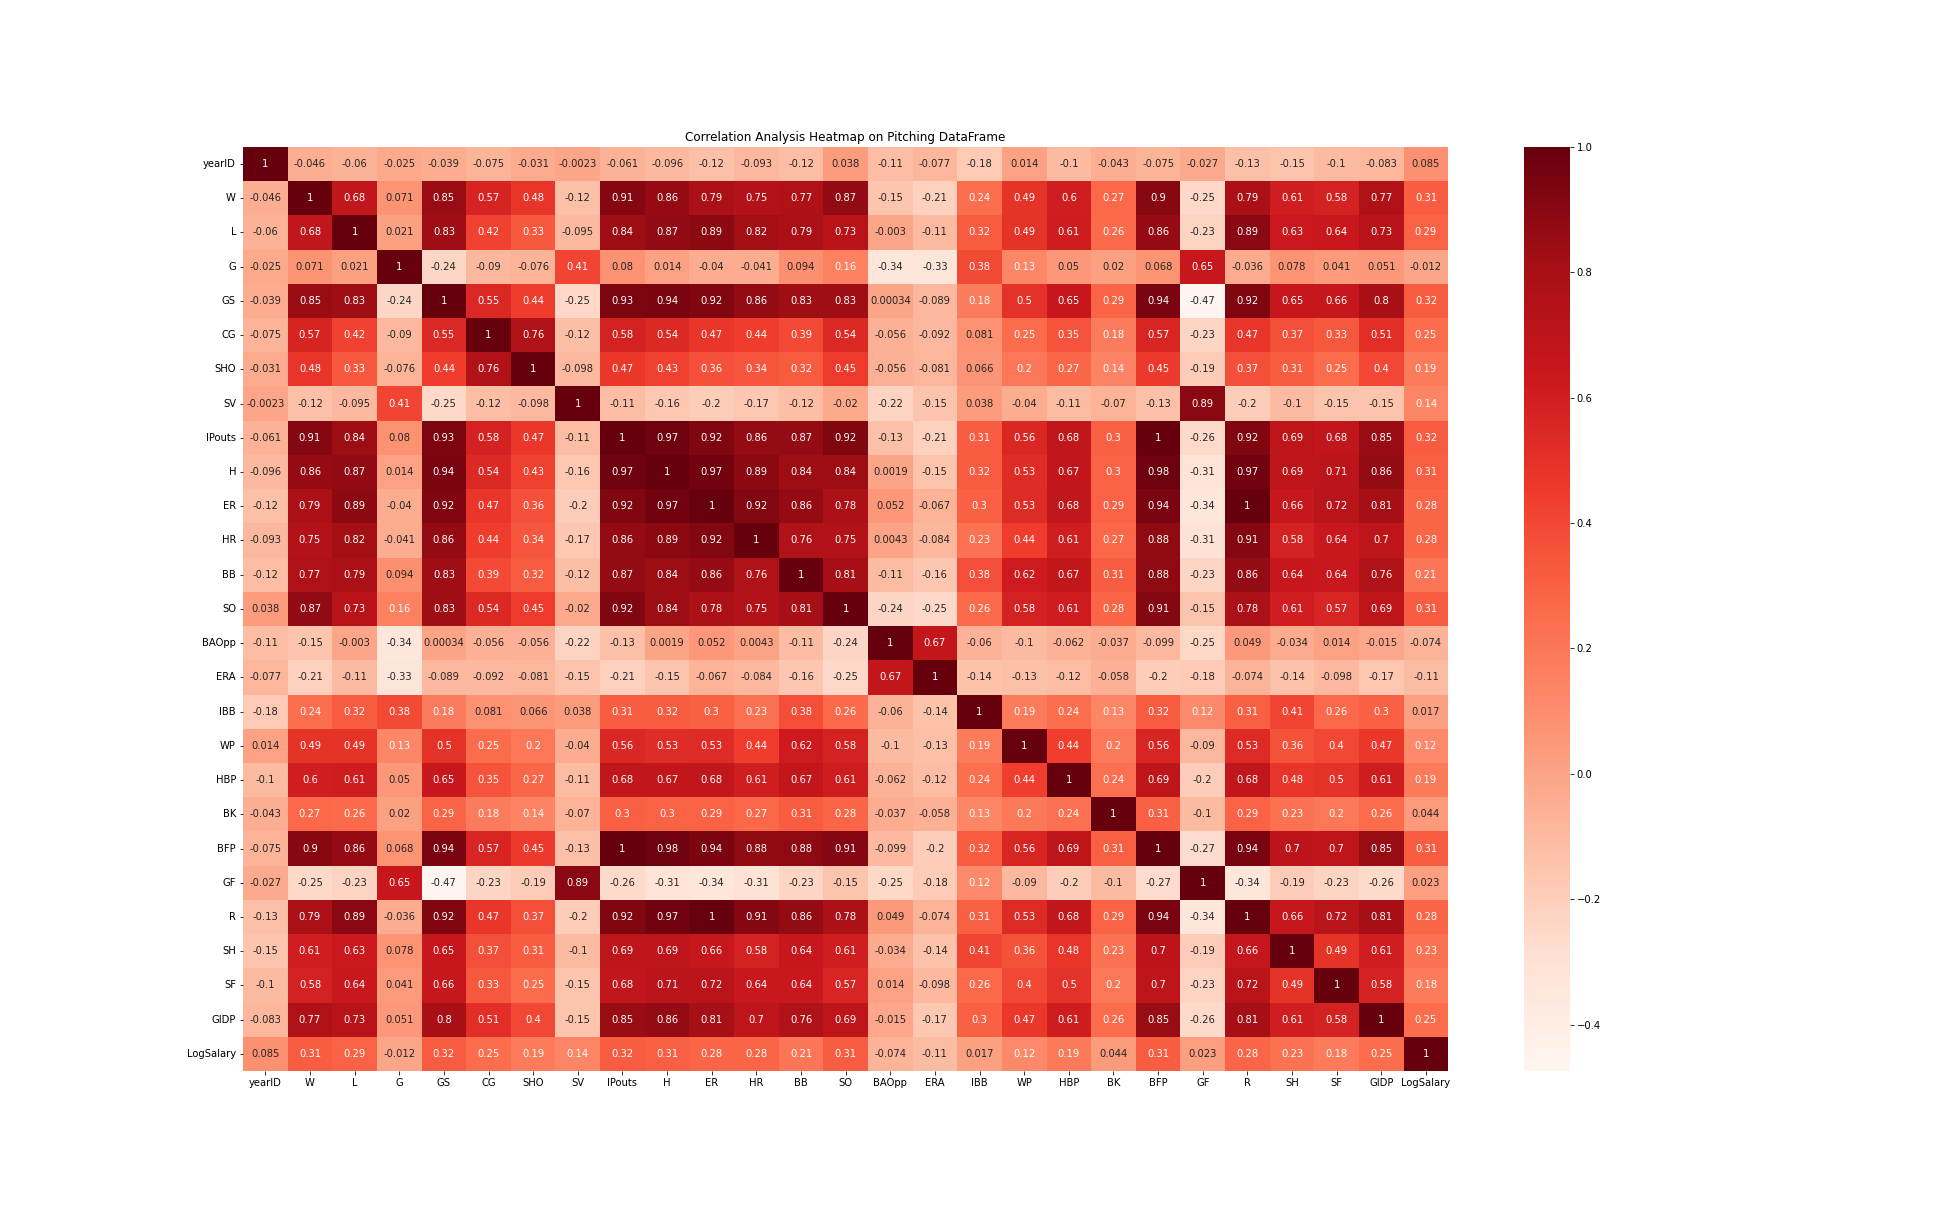 Correlation Analysis Heatmap on Pitching DataFrame
yearID 1 -0.046 -0.06 -0.025 -0.039 -0.075 -0.031 -0.0023 -0.061 -0.096 -0.12 -0.093 -0.12 0.038 -0.11 -0.077 -0.18 0.014 -0.1 -0.043 -0.075 -0.027 -0.13 -0.15 -0.1 -0.083 0.085
W -0.046 1 0.68 0.071 0.85 0.57 0.48 -0.12 0.91 0.86 0.79 0.75 0.77 0.87 -0.15 -0.21 0.24 0.49 0.6 0.27 0.9 -0.25 0.79 0.61 0.58 0.77 0.31
L -0.06 0.68 1 0.021 0.83 0.42 0.33 -0.095 0.84 0.87 0.89 0.82 0.79 0.73 -0.003 -0.11 0.32 0.49 0.61 0.26 0.86 -0.23 0.89 0.63 0.64 0.73 0.29
G -0.025 0.071 0.021 1 -0.24 -0.09 -0.076 0.41 0.08 0.014 -0.04 -0.041 0.094 0.16 -0.34 -0.33 0.38 0.13 0.05 0.02 0.068 0.65 -0.036 0.078 0.041 0.051 -0.012
GS -0.039 0.85 0.83 -0.24 1 0.55 0.44 -0.25 0.93 0.94 0.92 0.86 0.83 0.83 0.00034 -0.089 0.18 0.5 0.65 0.29 0.94 -0.47 0.92 0.65 0.66 0.8 0.32
CG -0.075 0.57 0.42 -0.09 0.55 1 0.76 -0.12 0.58 0.54 0.47 0.44 0.39 0.54 -0.056 -0.092 0.081 0.25 0.35 0.18 0.57 -0.23 0.47 0.37 0.33 0.51 0.25
SHO -0.031 0.48 0.33 -0.076 0.44 0.76 1 -0.098 0.47 0.43 0.36 0.34 0.32 0.45 -0.056 -0.081 0.066 0.2 0.27 0.14 0.45 -0.19 0.37 0.31 0.25 0.4 0.19
SV -0.0023 -0.12 -0.095 0.41 -0.25 -0.12 -0.098 1 -0.11 -0.16 -0.2 -0.17 -0.12 -0.02 -0.22 -0.15 0.038 -0.04 -0.11 -0.07 -0.13 0.89 -0.2 -0.1 -0.15 -0.15 0.14
IPouts -0.061 0.91 0.84 0.08 0.93 0.58 0.47 -0.11 1 0.97 0.92 0.86 0.87 0.92 -0.13 -0.21 0.31 0.56 0.68 0.3 1 -0.26 0.92 0.69 0.68 0.85 0.32
H -0.096 0.86 0.87 0.014 0.94 0.54 0.43 -0.16 0.97 1 0.97 0.89 0.84 0.84 0.0019 -0.15 0.32 0.53 0.67 0.3 0.98 -0.31 0.97 0.69 0.71 0.86 0.31
ER -0.12 0.79 0.89 -0.04 0.92 0.47 0.36 -0.2 0.92 0.97 1 0.92 0.86 0.78 0.052 -0.067 0.3 0.53 0.68 0.29 0.94 -0.34 1 0.66 0.72 0.81 0.28
HR -0.093 0.75 0.82 -0.041 0.86 0.44 0.34 -0.17 0.86 0.89 0.92 1 0.76 0.75 0.0043 -0.084 0.23 0.44 0.61 0.27 0.88 -0.31 0.91 0.58 0.64 0.7 0.28
BB -0.12 0.77 0.79 0.094 0.83 0.39 0.32 -0.12 0.87 0.84 0.86 0.76 1 0.81 -0.11 -0.16 0.38 0.62 0.67 0.31 0.88 -0.23 0.86 0.64 0.64 0.76 0.21
SO 0.038 0.87 0.73 0.16 0.83 0.54 0.45 -0.02 0.92 0.84 0.78 0.75 0.81 1 -0.24 -0.25 0.26 0.58 0.61 0.28 0.91 -0.15 0.78 0.61 0.57 0.69 0.31
BAOpp -0.11 -0.15 -0.003 -0.34 0.00034 -0.056 -0.056 -0.22 -0.13 0.0019 0.052 0.0043 -0.11 -0.24 1 0.67 -0.06 -0.1 -0.062 -0.037 -0.099 -0.25 0.049 -0.034 0.014 -0.015 -0.074
ERA -0.077 -0.21 -0.11 -0.33 -0.089 -0.092 -0.081 -0.15 -0.21 -0.15 -0.067 -0.084 -0.16 -0.25 0.67 1 -0.14 -0.13 -0.12 -0.058 -0.2 -0.18 -0.074 -0.14 -0.098 -0.17 -0.11
IBB -0.18 0.24 0.32 0.38 0.18 0.081 0.066 0.038 0.31 0.32 0.3 0.23 0.38 0.26 -0.06 -0.14 1 0.19 0.24 0.13 0.32 0.12 0.31 0.41 0.26 0.3 0.017
WP 0.014 0.49 0.49 0.13 0.5 0.25 0.2 -0.04 0.56 0.53 0.53 0.44 0.62 0.58 -0.1 -0.13 0.19 1 0.44 0.2 0.56 -0.09 0.53 0.36 0.4 0.47 0.12
HBP -0.1 0.6 0.61 0.05 0.65 0.35 0.27 -0.11 0.68 0.67 0.68 0.61 0.67 0.61 -0.062 -0.12 0.24 0.44 1 0.24 0.69 -0.2 0.68 0.48 0.5 0.61 0.19
BK -0.043 0.27 0.26 0.02 0.29 0.18 0.14 -0.07 0.3 0.3 0.29 0.27 0.31 0.28 -0.037 -0.058 0.13 0.2 0.24 1 0.31 -0.1 0.29 0.23 0.2 0.26 0.044
BFP -0.075 0.9 0.86 0.068 0.94 0.57 0.45 -0.13 1 0.98 0.94 0.88 0.88 0.91 -0.099 -0.2 0.32 0.56 0.69 0.31 1 -0.27 0.94 0.7 0.7 0.85 0.31
GF -0.027 -0.25 -0.23 0.65 -0.47 -0.23 -0.19 0.89 -0.26 -0.31 -0.34 -0.31 -0.23 -0.15 -0.25 -0.18 0.12 -0.09 -0.2 -0.1 -0.27 1 -0.34 -0.19 -0.23 -0.26 0.023
R -0.13 0.79 0.89 -0.036 0.92 0.47 0.37 -0.2 0.92 0.97 1 0.91 0.86 0.78 0.049 -0.074 0.31 0.53 0.68 0.29 0.94 -0.34 1 0.66 0.72 0.81 0.28
SH -0.15 0.61 0.63 0.078 0.65 0.37 0.31 -0.1 0.69 0.69 0.66 0.58 0.64 0.61 -0.034 -0.14 0.41 0.36 0.48 0.23 0.7 -0.19 0.66 1 0.49 0.61 0.23
SF -0.1 0.58 0.64 0.041 0.66 0.33 0.25 -0.15 0.68 0.71 0.72 0.64 0.64 0.57 0.014 -0.098 0.26 0.4 0.5 0.2 0.7 -0.23 0.72 0.49 1 0.58 0.18
GIDP -0.083 0.77 0.73 0.051 0.8 0.51 0.4 -0.15 0.85 0.86 0.81 0.7 0.76 0.69 -0.015 -0.17 0.3 0.47 0.61 0.26 0.85 -0.26 0.81 0.61 0.58 1 0.25
LogSalary 0.085 0.31 0.29 -0.012 0.32 0.25 0.19 0.14 0.32 0.31 0.28 0.28 0.21 0.31 -0.074 -0.11 0.017 0.12 0.19 0.044 0.31 0.023 0.28 0.23 0.18 0.25 1
yearID W L G GS CG SHO SV IPouts H ER HR BB SO BAOpp ERA IBB WP HBP BK BFP GF R SH SF GIDP LogSalary
1.0
0.8
0.6
0.4
0.2
0.0
−0.2
−0.4